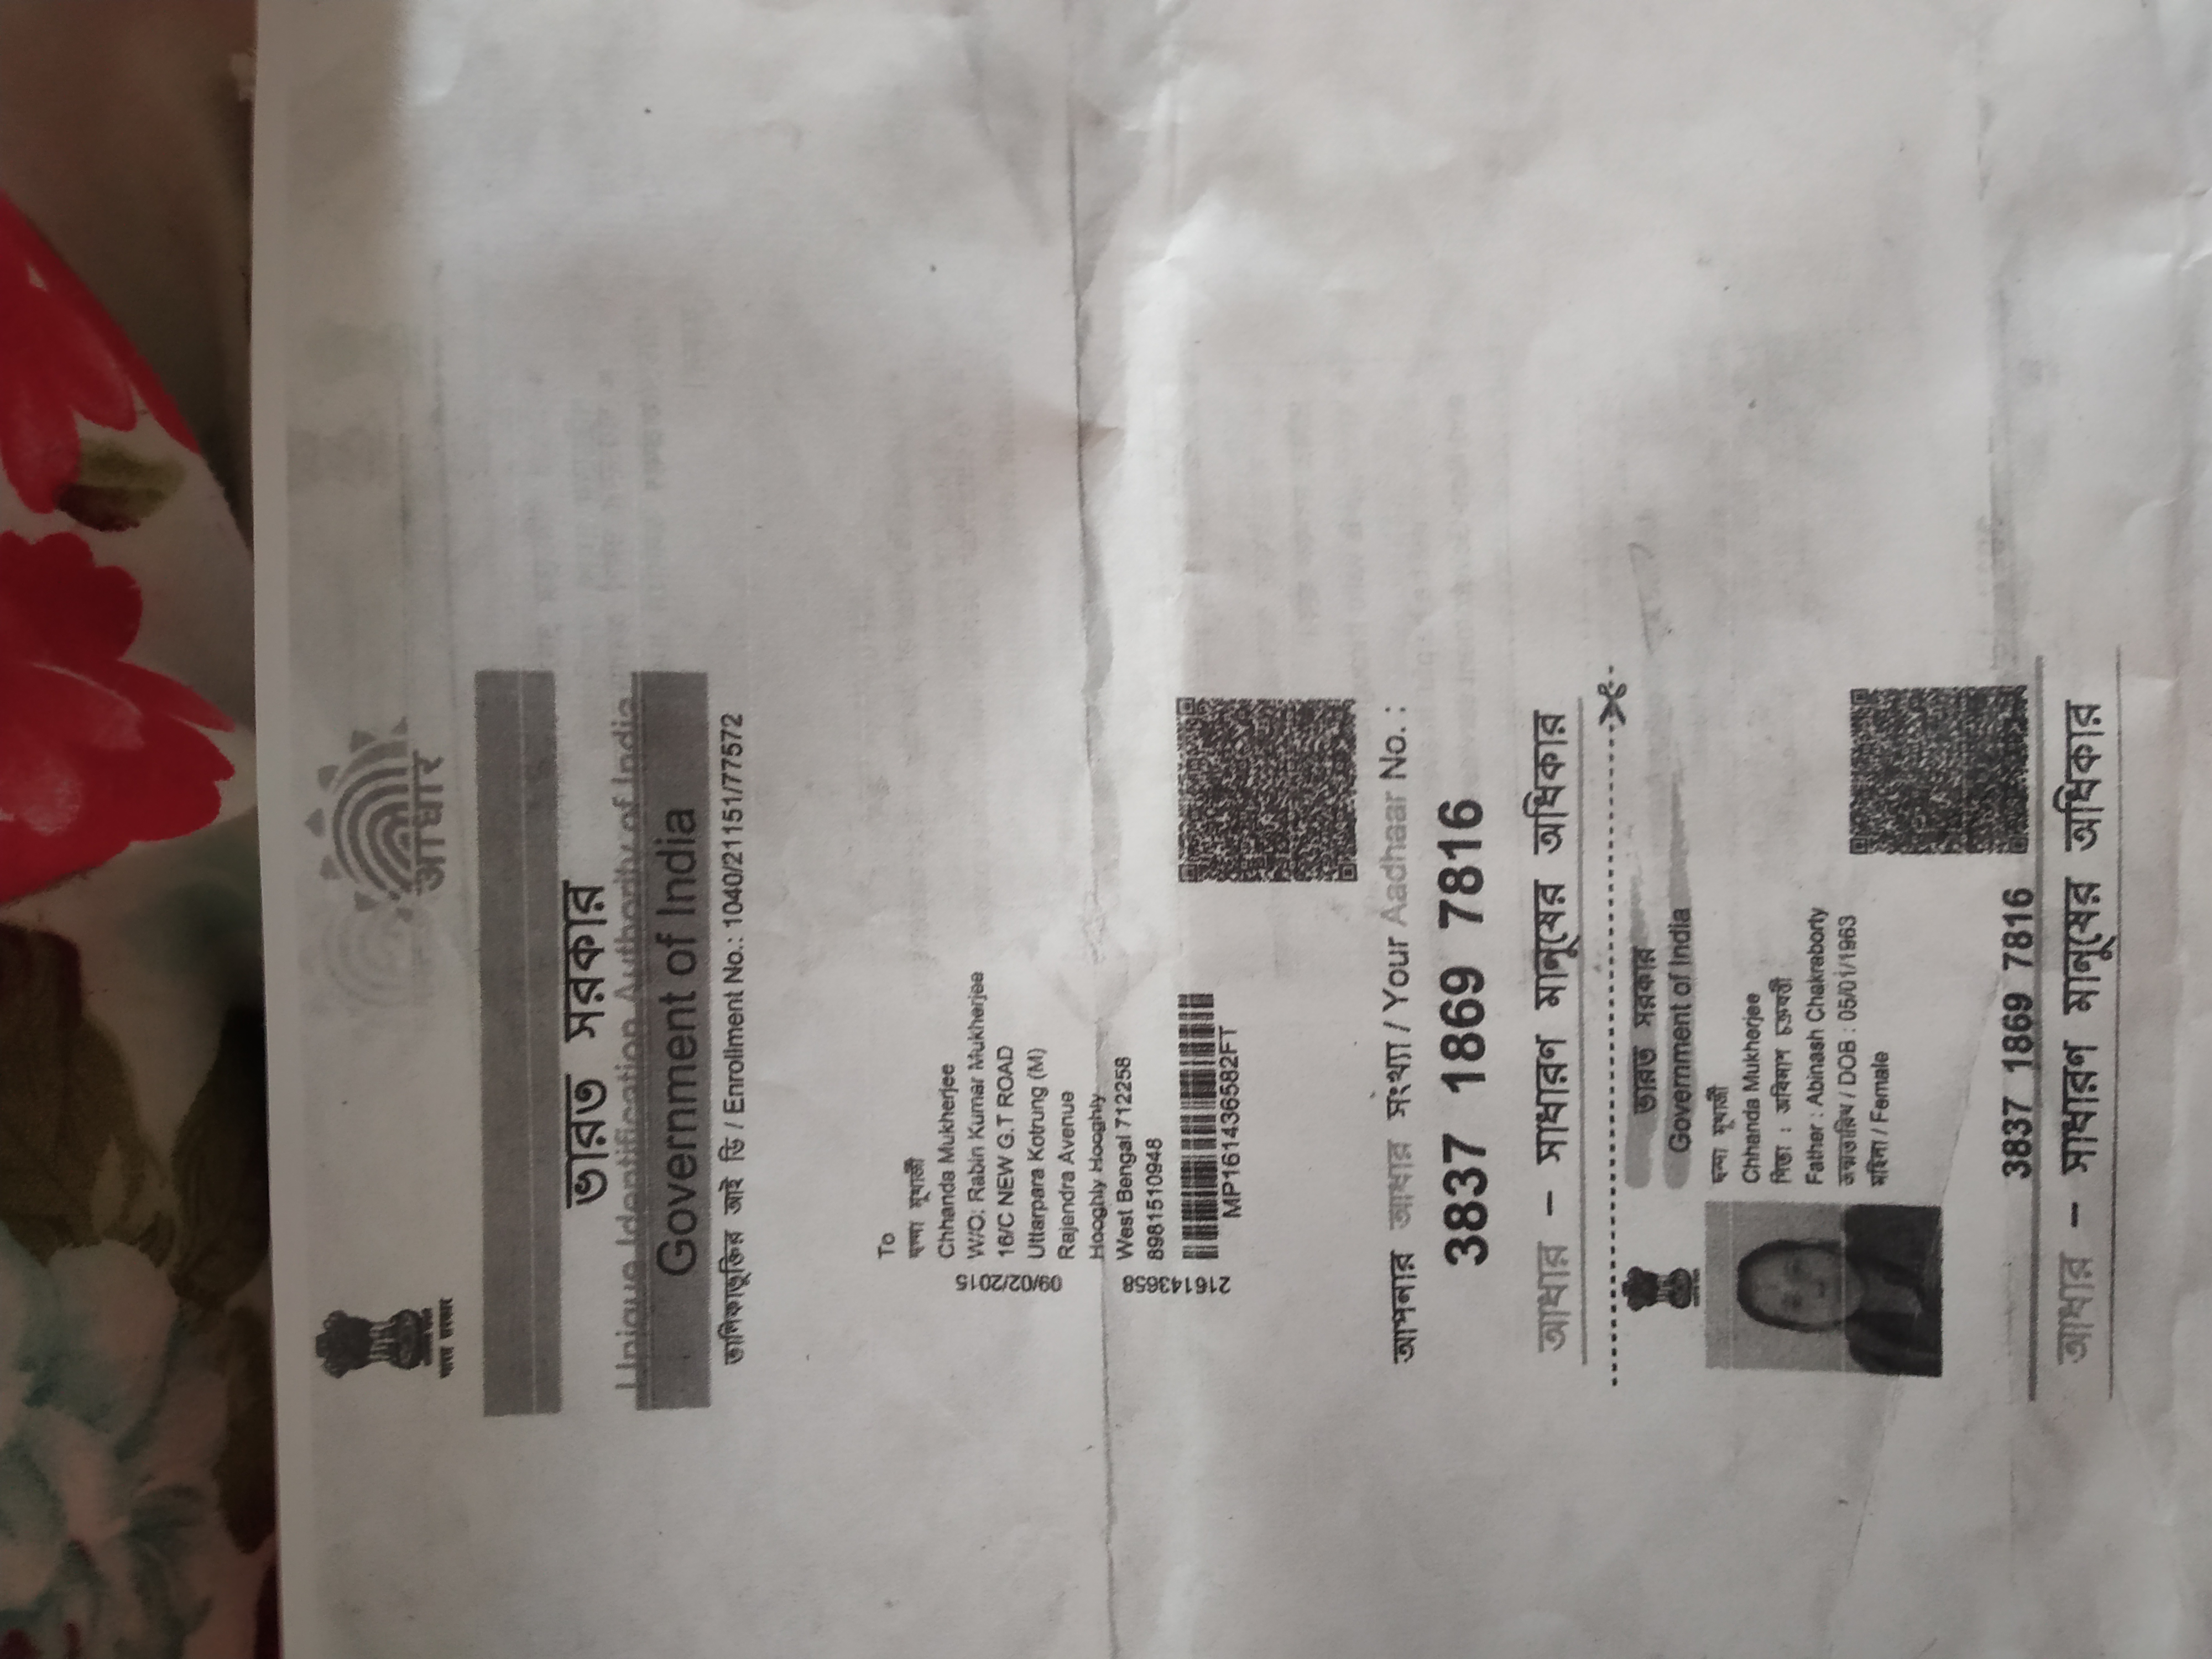 भारत सरकार
आधार
ভারত সরকার
Unique Identification Authority of India
Government of India
তালিকাভুক্তির আই ডি / Enrollment No.: 1040/21151/77572
To
ছন্দা মুখার্জী
Chhanda Mukherjee
W/O: Rabin Kumar Mukherjee
16/C NEW G.T ROAD
Uttarpara Kotrung (M)
Rajendra Avenue
Hooghly Hooghly
West Bengal 712258
8981510948
09/02/2015
216143658
MP161436582FT
আপনার আধার সংখ্যা / Your Aadhaar No. :
3837 1869 7816
আধার – সাধারণ মানুষের অধিকার
ভারত সরকার
Government of India
ছন্দা মুখার্জী
Chhanda Mukherjee
পিতা : অবিনাশ চক্রবর্তী
Father : Abinash Chakraborty
জন্মতারিখ / DOB : 05/01/1963
মহিলা / Female
3837 1869 7816
আধার – সাধারণ মানুষের অধিকার